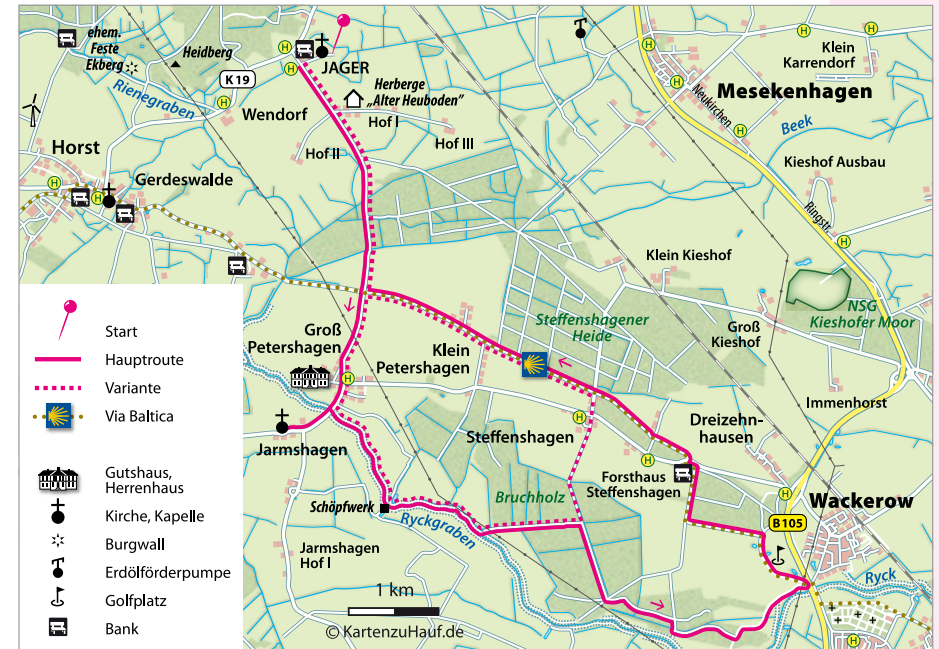 ehem.
Feste
Ekberg
Heidberg
Rienegraben
K 19
H
H
H
JAGER
Herberge
„Alter Heuboden”
Wendorf
Hof I
Hof II
Hof III
H
H
Klein
Karrendorf
Neukirchen
Mesekenhagen
H
Beek
Kieshof Ausbau
Ringstr.
H
Horst
H
H
Gerdeswalde
H
Klein Kieshof
H
NSG
Kieshofer Moor
Groß
Kieshof
Immenhorst
Steffenshagener
Heide
Groß
Petershagen
H
Klein
Petershagen
Jarmshagen
Steffenshagen
H
Dreizehn-
hausen
H
Forsthaus
Steffenshagen
H
Wackerow
B 105
Bruchholz
Schöpfwerk
Ryckgraben
Jarmshagen
Hof I
Ryck
H
1 km
© KartenzuHauf.de
Start
Hauptroute
Variante
Via Baltica
Gutshaus,
Herrenhaus
Kirche, Kapelle
Burgwall
Erdölförderpumpe
Golfplatz
Bank